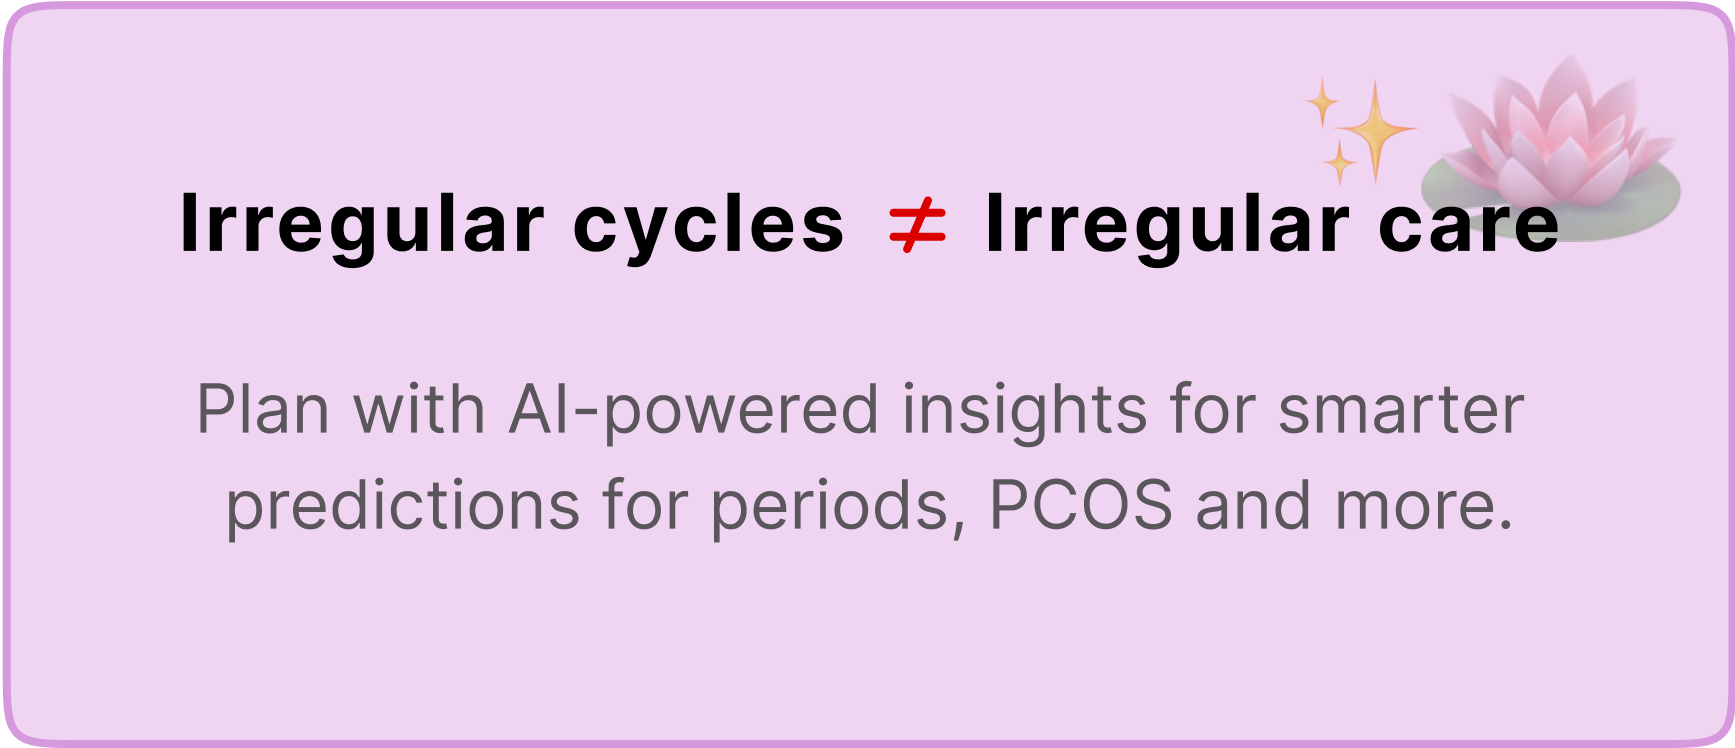 Irregular cycles ≠ Irregular care
Plan with AI-powered insights for smarter
predictions for periods, PCOS and more.